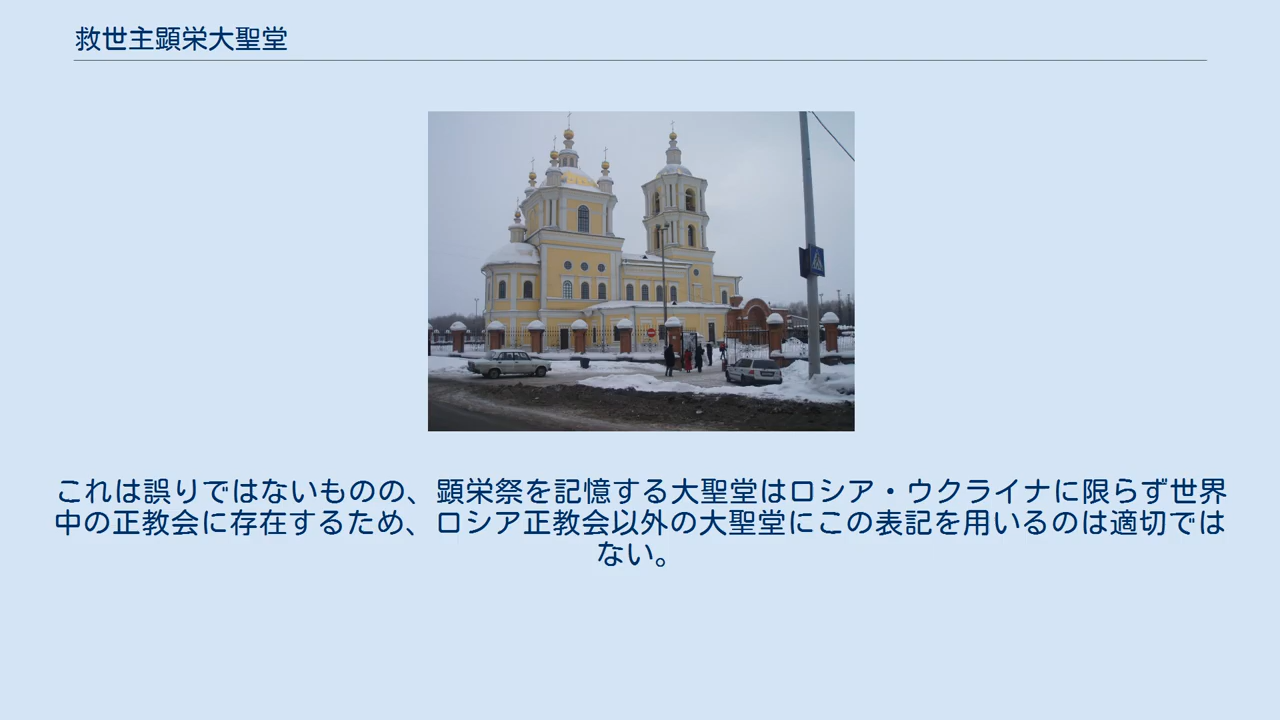 救世主顕栄大聖堂
これは誤りではないものの、顕栄祭を記憶する大聖堂はロシア・ウクライナに限らず世界
中の正教会に存在するため、ロシア正教会以外の大聖堂にこの表記を用いるのは適切では
ない。